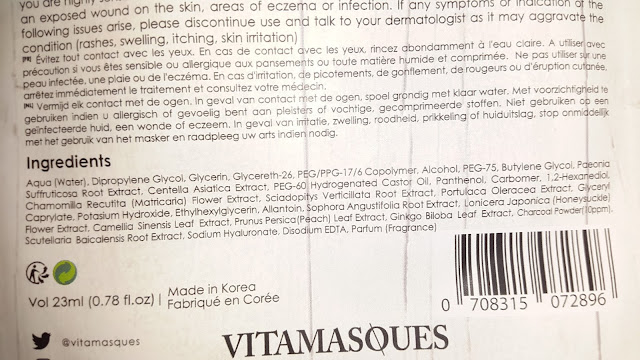 you are highly
an exposed wound on the skin, areas of eczema or infection. If any symptoms or indication of the
following issues arise, please discontinue use and talk to your dermatologist as it may aggravate the
condition (rashes, swelling, itching, skin irritation)
(FR) Évitez tout contact avec les yeux. En cas de contact avec les yeux, rincez abondamment à l'eau claire. A utiliser avec
précaution si vous êtes sensible ou allergique aux pansements ou toute matière humide et comprimée. Ne pas utiliser sur une
peau infectée, une plaie ou de l'eczéma. En cas d'irritation, de picotements, de gonflement, de rougeurs ou d'éruption cutanée,
arrêtez immédiatement le traitement et consultez votre médecin.
(NL) Vermijd elk contact met de ogen. In geval van contact met de ogen, spoel grondig met klaar water. Met voorzichtigheid te
gebruiken indien u allergisch of gevoelig bent aan pleisters of vochtige, gecomprimeerde stoffen. Niet gebruiken op een
geïnfecteerde huid, een wonde of eczeem. In geval van irritatie, zwelling, roodheid, prikkeling of huiduitslag, stop onmiddellijk
met het gebruik van het masker en raadpleeg uw arts indien nodig.
Ingredients
Aqua (Water), Dipropylene Glycol, Glycerin, Glycereth-26, PEG/PPG-17/6 Copolymer, Alcohol, PEG-75, Butylene Glycol, Paeonia
Suffruticosa Root Extract, Centella Asiatica Extract, PEG-60 Hydrogenated Castor Oil, Panthenol, Carbomer, 1,2-Hexanediol,
Chamomilla Recutita (Matricaria) Flower Extract, Sciadopitys Verticillata Root Extract, Portulaca Oleracea Extract, Glyceryl
Caprylate, Potasium Hydroxide, Ethylhexylglycerin, Allantoin, Sophora Angustifolia Root Extract, Lonicera Japonica (Honeysuckle)
Flower Extract, Camellia Sinensis Leaf Extract, Prunus Persica(Peach) Leaf Extract, Ginkgo Biloba Leaf Extract, Charcoal Powder(10ppm),
Scutellaria Baicalensis Root Extract, Sodium Hyaluronate, Disodium EDTA, Parfum (Fragrance)
Vol 23ml (0.78 fl.oz) | Made in Korea
Fabriqué en Corée
0 708315 072896
@vitamasques
VITAMASQUES